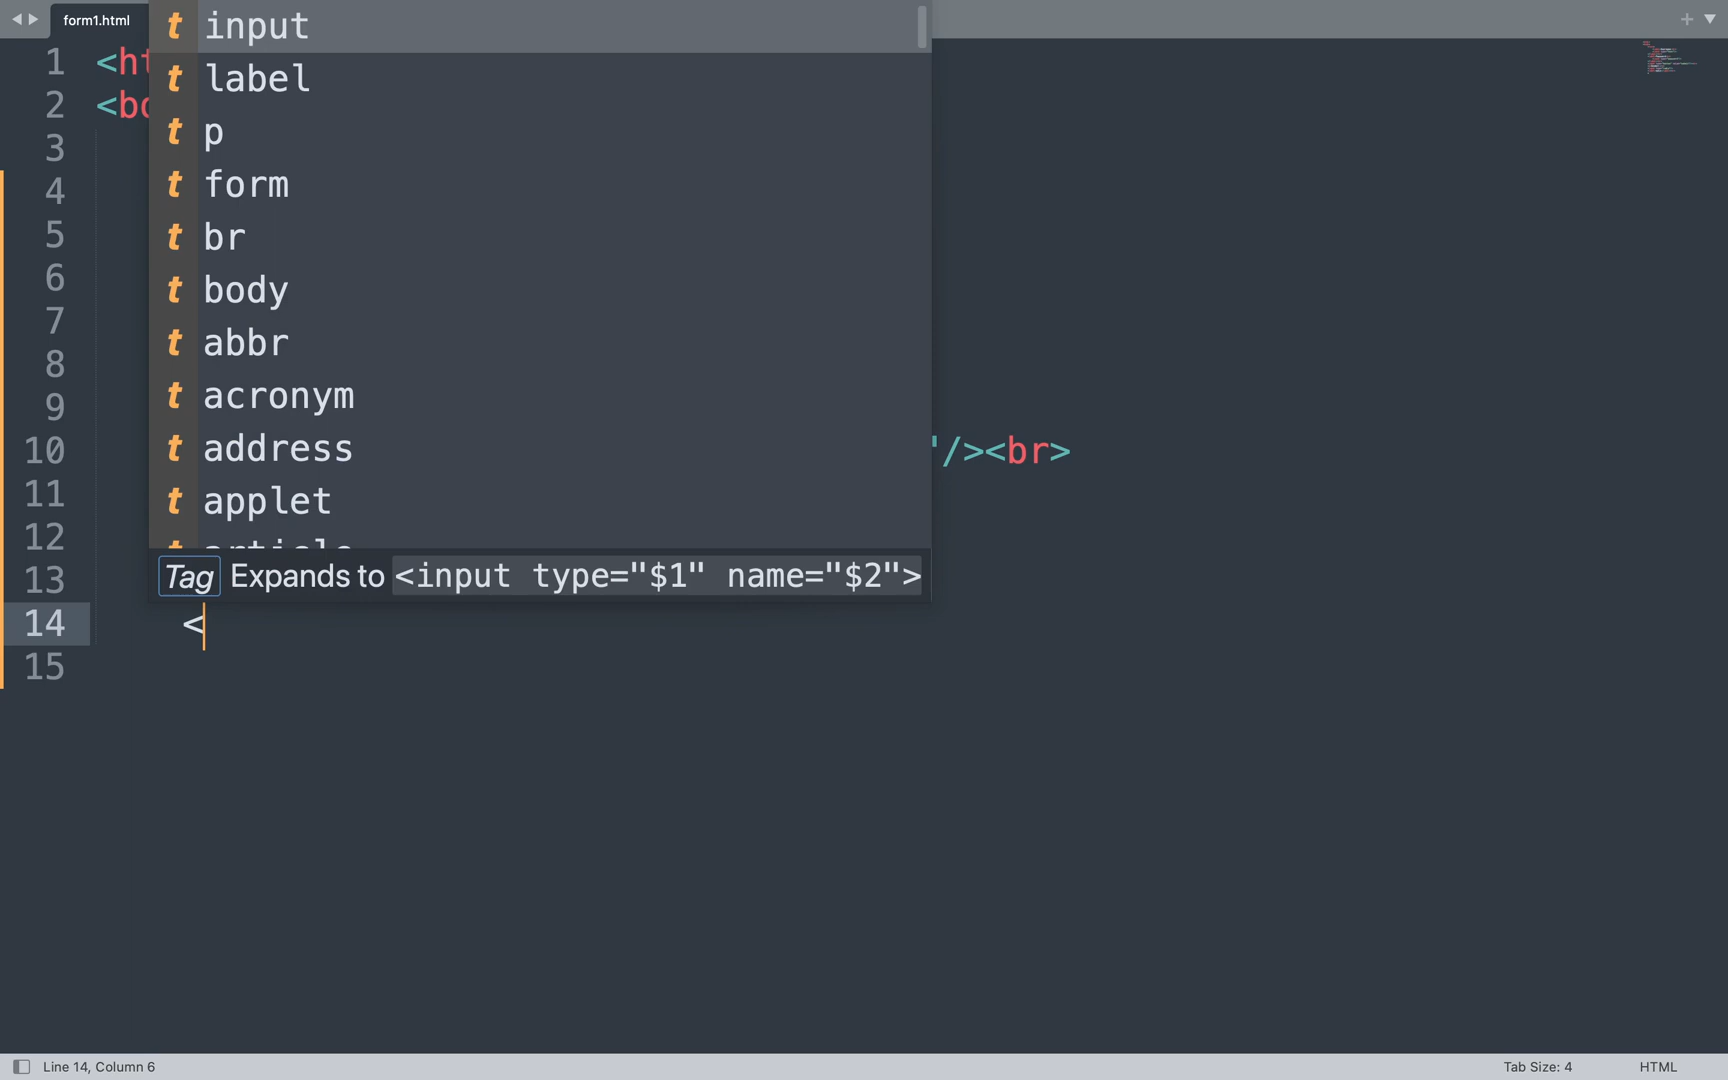 form1.html
input
1 <ht
label
2 <bo
p
3
form
4
br
5
body
6
7
abbr
8
acronym
9
address
10 "/><br>
applet
11
12
13 Tag Expands to <input type="$1" name="$2">
14 <
15
Line 14, Column 6
Tab Size: 4
HTML